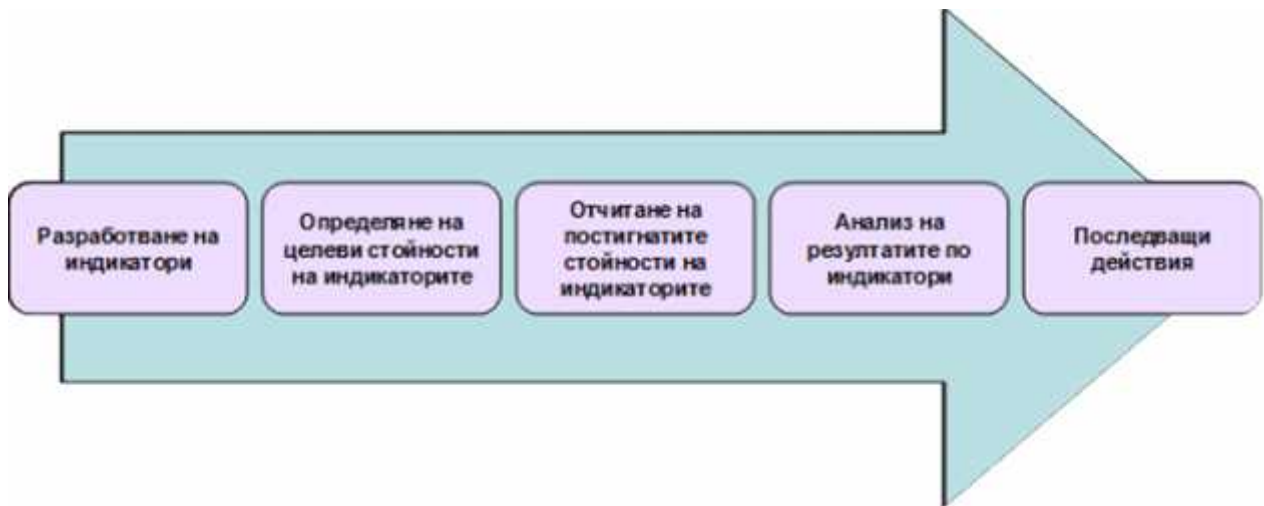 Разработване на
индикатори
Определяне на
целеви стойности
на индикаторите
Отчитане на
постигнатите
стойности на
индикаторите
Анализ на
резултатите по
индикатори
Последващи
действия